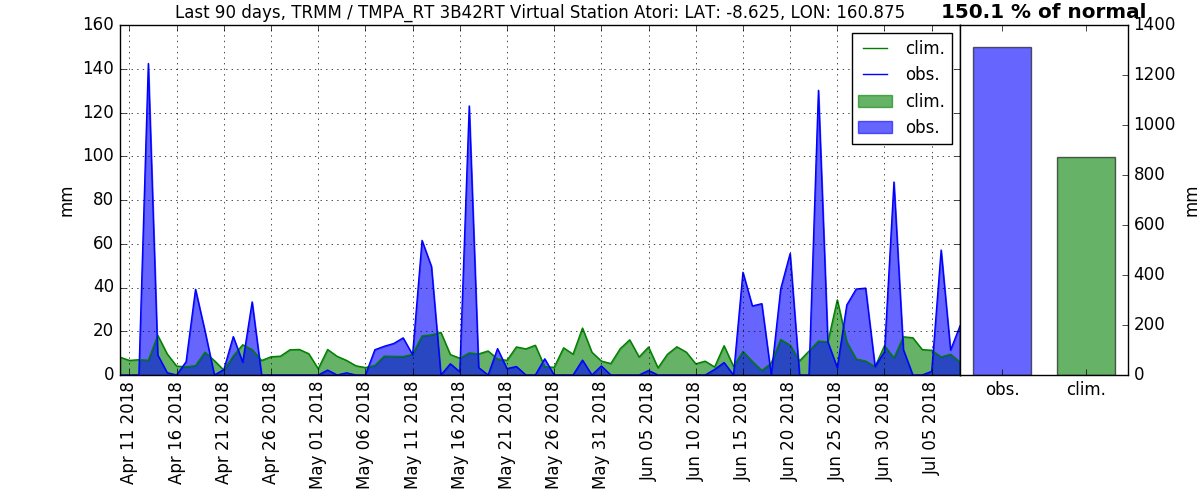 Last 90 days, TRMM / TMPA_RT 3B42RT Virtual Station Atori: LAT: -8.625, LON: 160.875
150.1 % of normal
160
140
120
100
80
60
40
20
0
mm
clim.
obs.
clim.
obs.
Apr 11 2018
Apr 16 2018
Apr 21 2018
Apr 26 2018
May 01 2018
May 06 2018
May 11 2018
May 16 2018
May 21 2018
May 26 2018
May 31 2018
Jun 05 2018
Jun 10 2018
Jun 15 2018
Jun 20 2018
Jun 25 2018
Jun 30 2018
Jul 05 2018
1400
1200
1000
800
600
400
200
0
mm
obs.
clim.